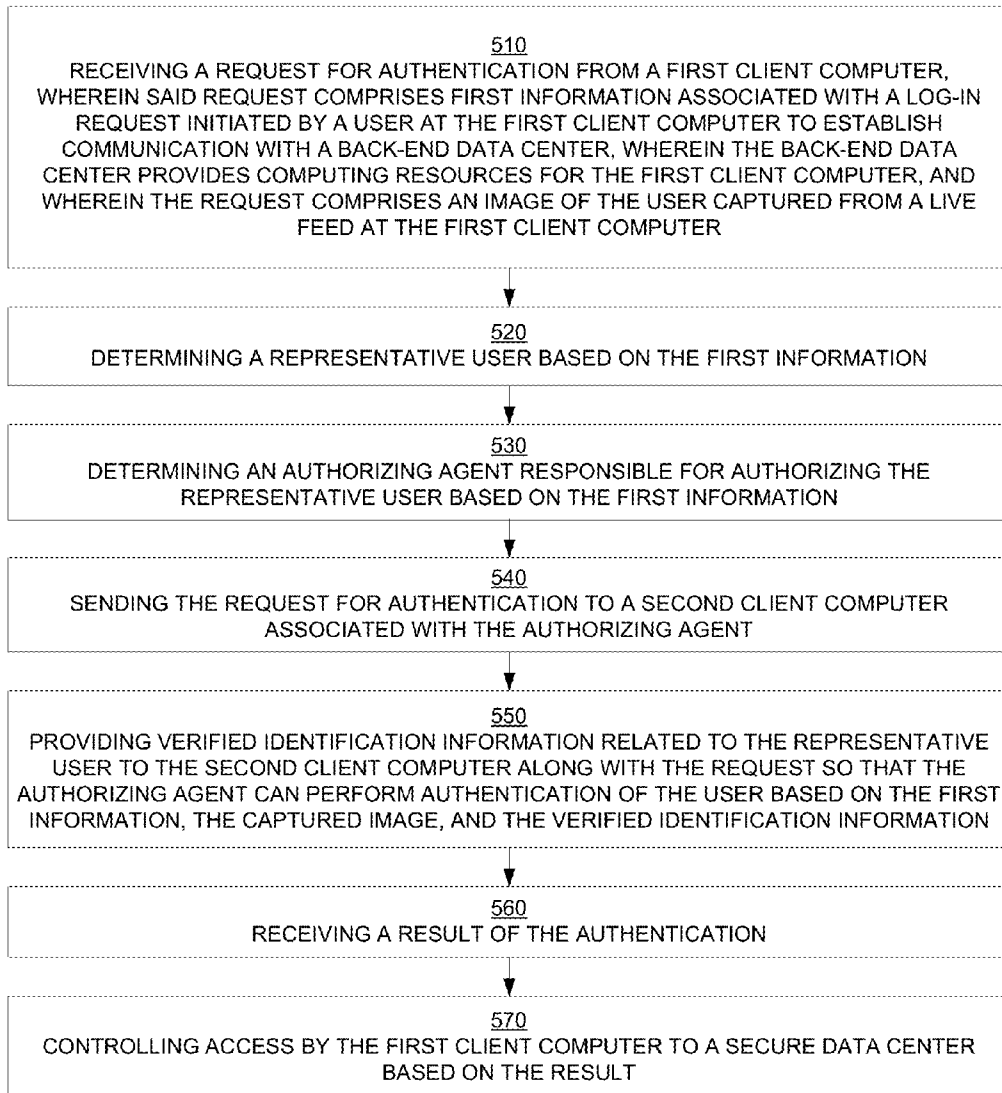 510
RECEIVING A REQUEST FOR AUTHENTICATION FROM A FIRST CLIENT COMPUTER,
WHEREIN SAID REQUEST COMPRISES FIRST INFORMATION ASSOCIATED WITH A LOG-IN
REQUEST INITIATED BY A USER AT THE FIRST CLIENT COMPUTER TO ESTABLISH
COMMUNICATION WITH A BACK-END DATA CENTER, WHEREIN THE BACK-END DATA
CENTER PROVIDES COMPUTING RESOURCES FOR THE FIRST CLIENT COMPUTER, AND
WHEREIN THE REQUEST COMPRISES AN IMAGE OF THE USER CAPTURED FROM A LIVE
FEED AT THE FIRST CLIENT COMPUTER
520
DETERMINING A REPRESENTATIVE USER BASED ON THE FIRST INFORMATION
530
DETERMINING AN AUTHORIZING AGENT RESPONSIBLE FOR AUTHORIZING THE
REPRESENTATIVE USER BASED ON THE FIRST INFORMATION
540
SENDING THE REQUEST FOR AUTHENTICATION TO A SECOND CLIENT COMPUTER
ASSOCIATED WITH THE AUTHORIZING AGENT
550
PROVIDING VERIFIED IDENTIFICATION INFORMATION RELATED TO THE REPRESENTATIVE
USER TO THE SECOND CLIENT COMPUTER ALONG WITH THE REQUEST SO THAT THE
AUTHORIZING AGENT CAN PERFORM AUTHENTICATION OF THE USER BASED ON THE FIRST
INFORMATION, THE CAPTURED IMAGE, AND THE VERIFIED IDENTIFICATION INFORMATION
560
RECEIVING A RESULT OF THE AUTHENTICATION
570
CONTROLLING ACCESS BY THE FIRST CLIENT COMPUTER TO A SECURE DATA CENTER
BASED ON THE RESULT